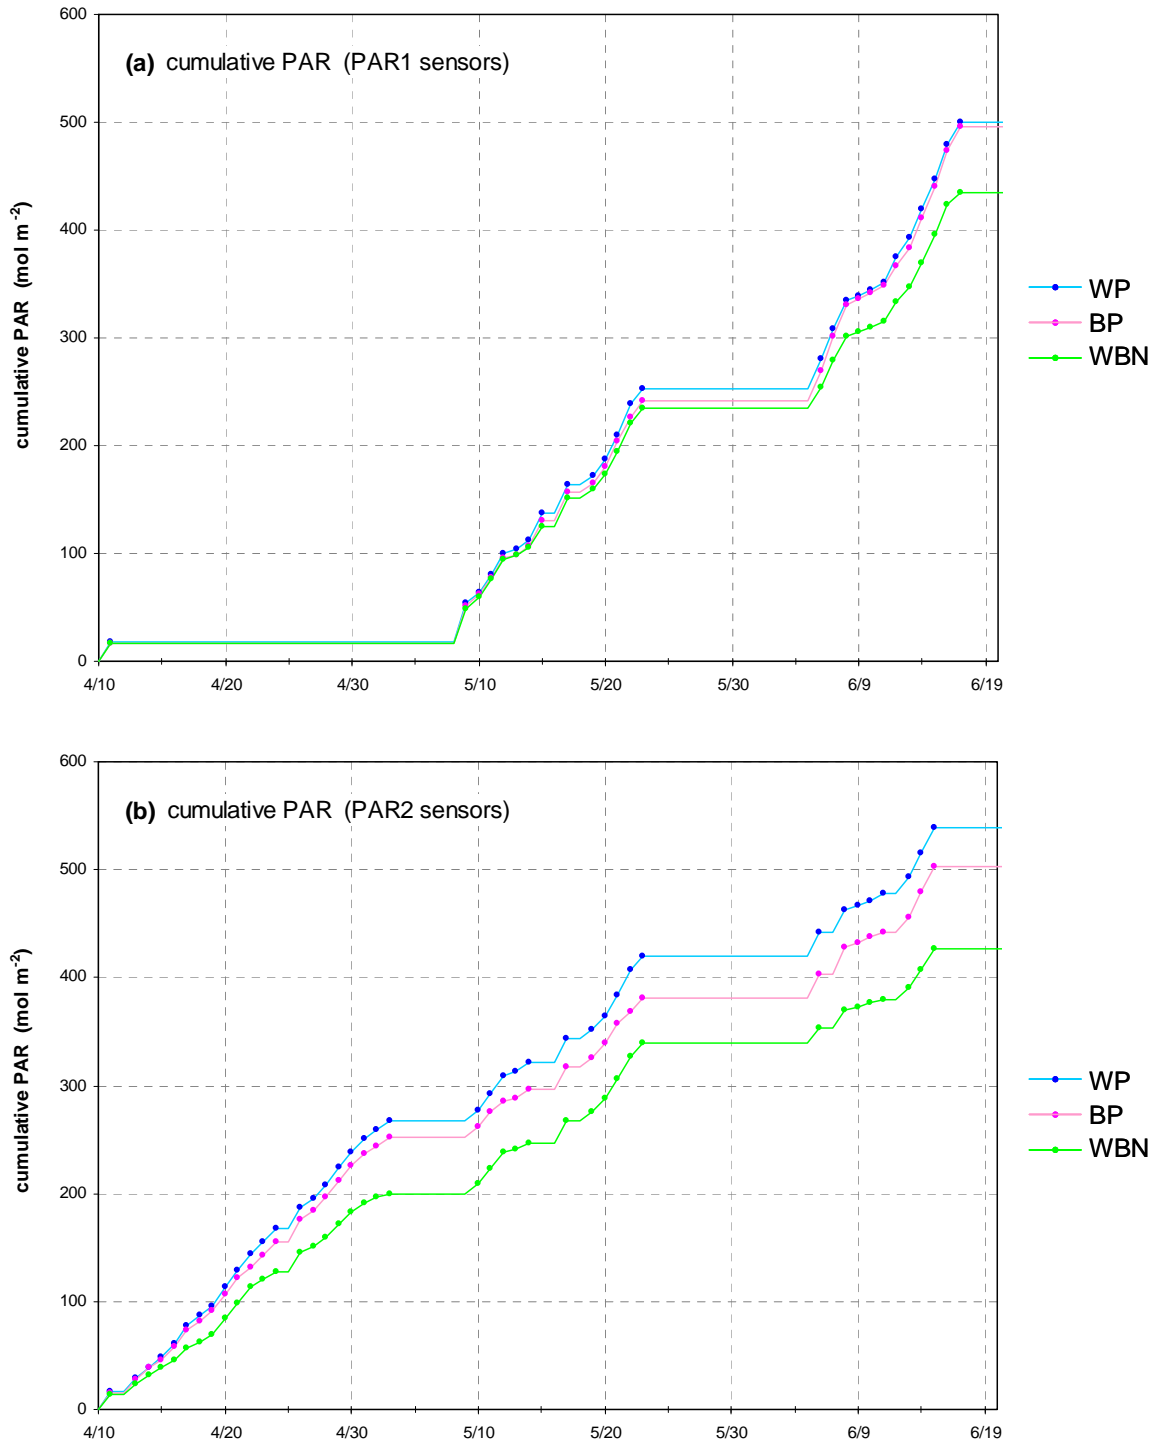 600
(a) cumulative PAR (PAR1 sensors)
500
400
300
200
100
0
cumulative PAR (mol m⁻²)
4/10 4/20 4/30 5/10 5/20 5/30 6/9 6/19
WP
BP
WBN
600
(b) cumulative PAR (PAR2 sensors)
500
400
300
200
100
0
cumulative PAR (mol m⁻²)
4/10 4/20 4/30 5/10 5/20 5/30 6/9 6/19
WP
BP
WBN